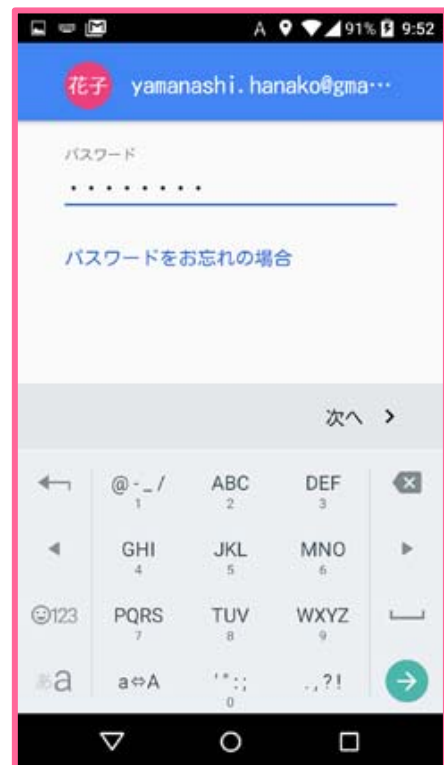 A 91% 9:52
花子 yamanashi.hanako@gma…
パスワード
••••••••
パスワードをお忘れの場合
次へ >
@-_/ ABC DEF
1 2 3
GHI JKL MNO
4 5 6
☺123 PQRS TUV WXYZ
7 8 9
あa a⇔A '":; .,?!
0